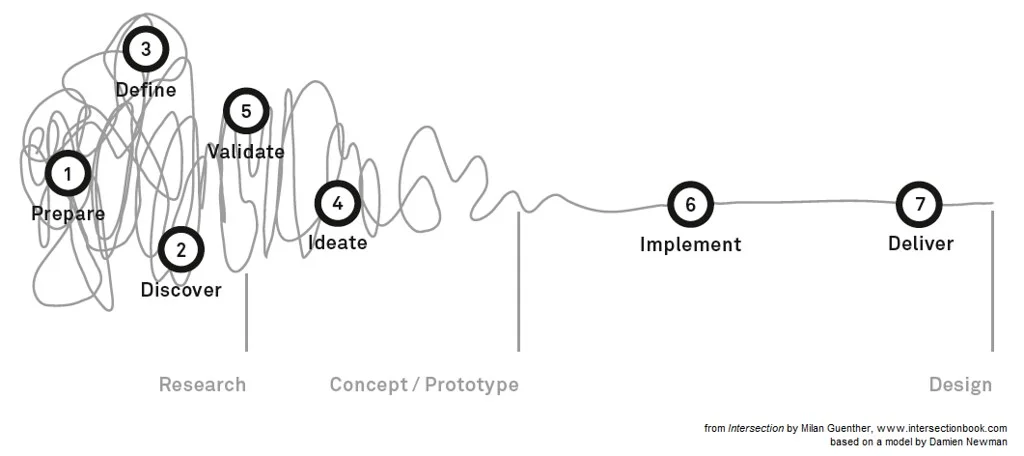 3
Define
5
Validate
1
Prepare
4
Ideate
2
Discover
6
Implement
7
Deliver
Research
Concept / Prototype
Design
from Intersection by Milan Guenther, www.intersectionbook.com
based on a model by Damien Newman